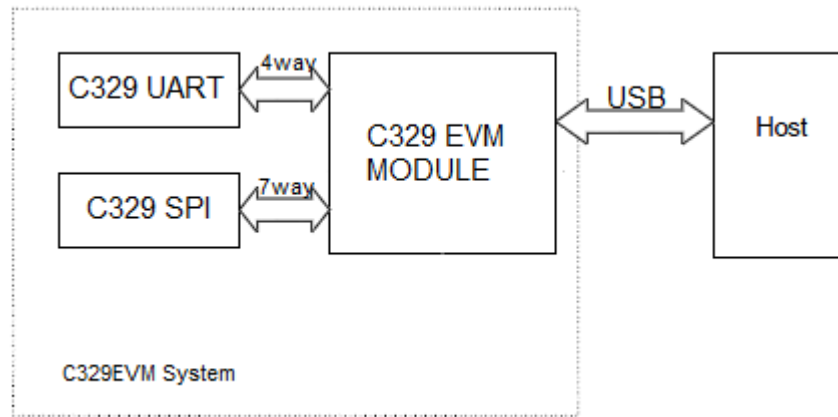 C329 UART
4way
C329 EVM
MODULE
USB
Host
C329 SPI
7way
C329EVM System